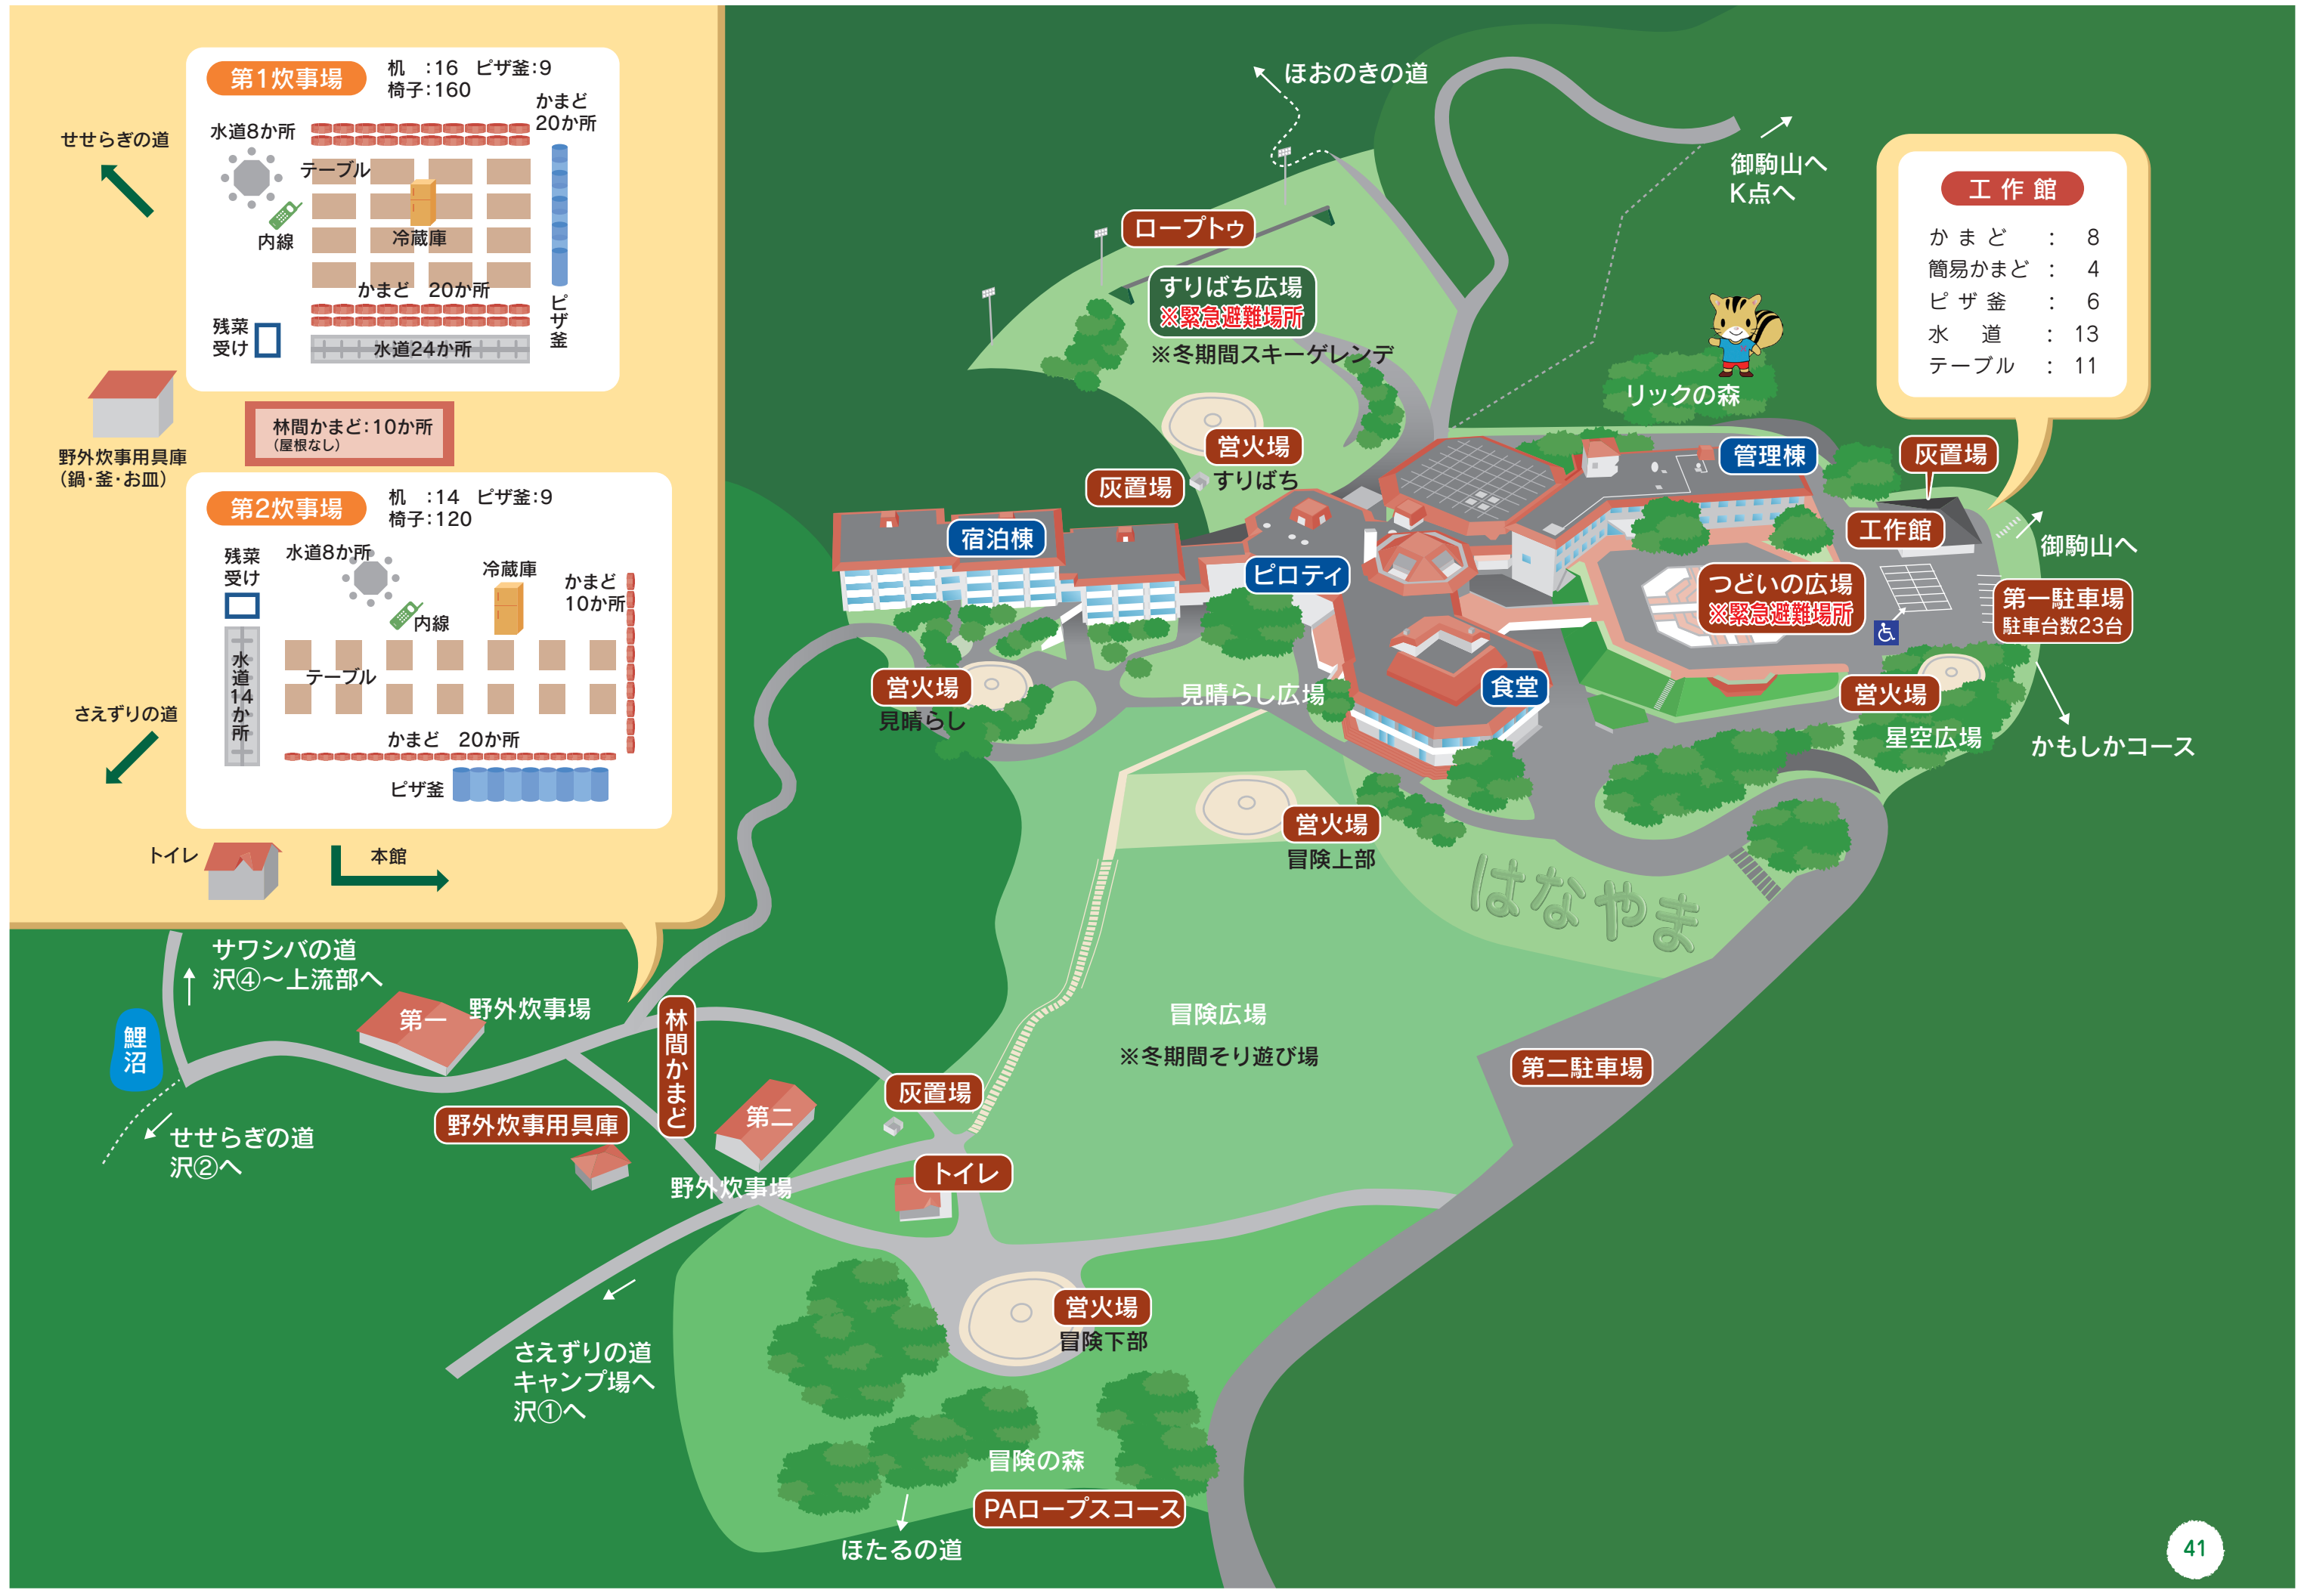 第1炊事場
机　：16　ピザ釜：9
椅子：160
かまど
20か所
水道8か所
テーブル
内線
冷蔵庫
かまど　20か所
ピザ釜
残菜
受け
水道24か所
せせらぎの道
野外炊事用具庫
（鍋・釜・お皿）
林間かまど：10か所
（屋根なし）
第2炊事場
机　：14　ピザ釜：9
椅子：120
残菜
受け
水道8か所
冷蔵庫
かまど
10か所
内線
水道14か所
テーブル
かまど　20か所
ピザ釜
さえずりの道
トイレ
本館
ほおのきの道
御駒山へ
K点へ
ロープトゥ
すりばち広場
※緊急避難場所
※冬期間スキーゲレンデ
リックの森
工作館
かまど　：　8
簡易かまど　：　4
ピザ釜　：　6
水　道　：　13
テーブル　：　11
営火場
すりばち
灰置場
管理棟
灰置場
宿泊棟
ピロティ
工作館
御駒山へ
つどいの広場
※緊急避難場所
第一駐車場
駐車台数23台
営火場
見晴らし
見晴らし広場
食堂
営火場
星空広場
かもしかコース
営火場
冒険上部
はなやま
サワシバの道
沢④～上流部へ
第一
野外炊事場
鯉沼
林間かまど
冒険広場
※冬期間そり遊び場
第二駐車場
灰置場
第二
野外炊事用具庫
せせらぎの道
沢②へ
トイレ
野外炊事場
営火場
冒険下部
さえずりの道
キャンプ場へ
沢①へ
冒険の森
PAロープスコース
ほたるの道
41